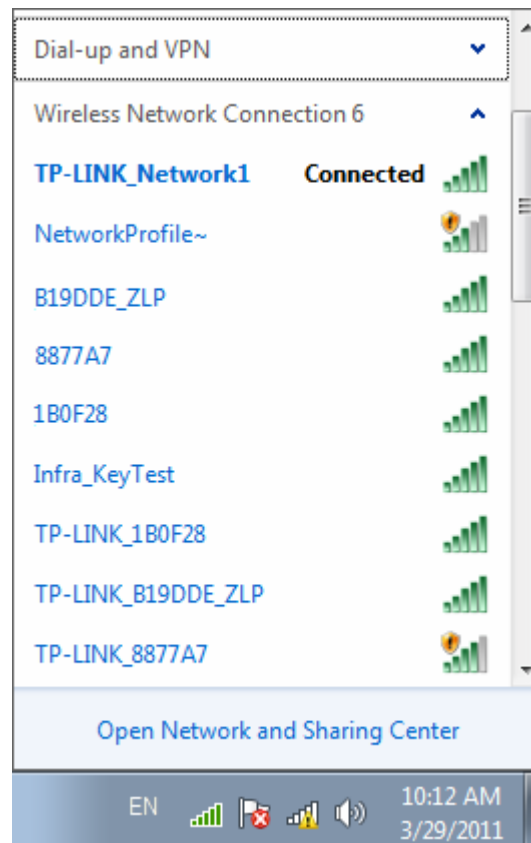 Dial-up and VPN
Wireless Network Connection 6
TP-LINK_Network1 Connected
NetworkProfile~
B19DDE_ZLP
8877A7
1B0F28
Infra_KeyTest
TP-LINK_1B0F28
TP-LINK_B19DDE_ZLP
TP-LINK_8877A7
Open Network and Sharing Center
EN 10:12 AM
3/29/2011